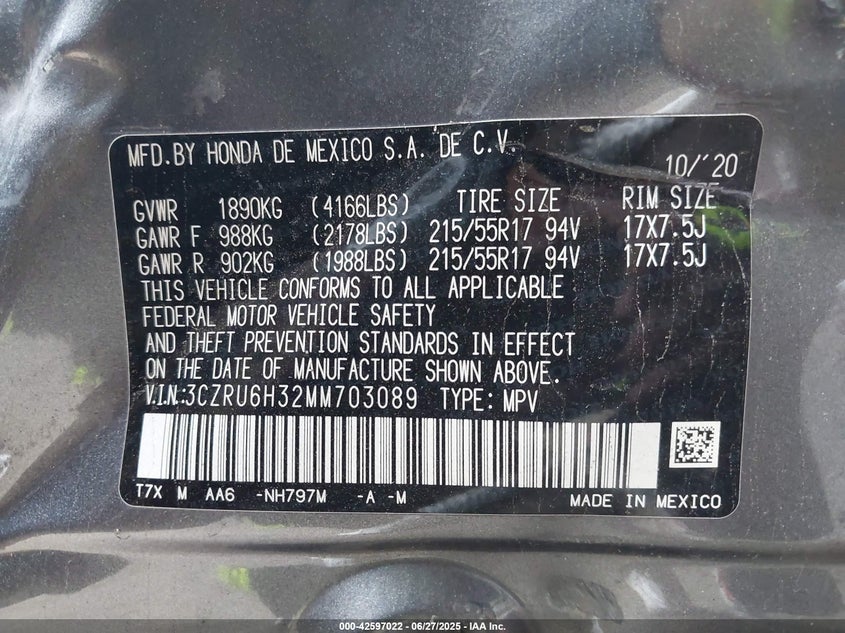 MFD.BY HONDA DE MEXICO S.A. DE C.V.
10/'20
GVWR 1890KG (4166LBS) TIRE SIZE RIM SIZE
GAWR F 988KG (2178LBS) 215/55R17 94V 17X7.5J
GAWR R 902KG (1988LBS) 215/55R17 94V 17X7.5J
THIS VEHICLE CONFORMS TO ALL APPLICABLE
FEDERAL MOTOR VEHICLE SAFETY
AND THEFT PREVENTION STANDARDS IN EFFECT
ON THE DATE OF MANUFACTURE SHOWN ABOVE.
V.I.N.:3CZRU6H32MM703089 TYPE: MPV
T7X M AA6 -NH797M -A -M
MADE IN MEXICO
000-42597022 - 06/27/2025 - IAA Inc.